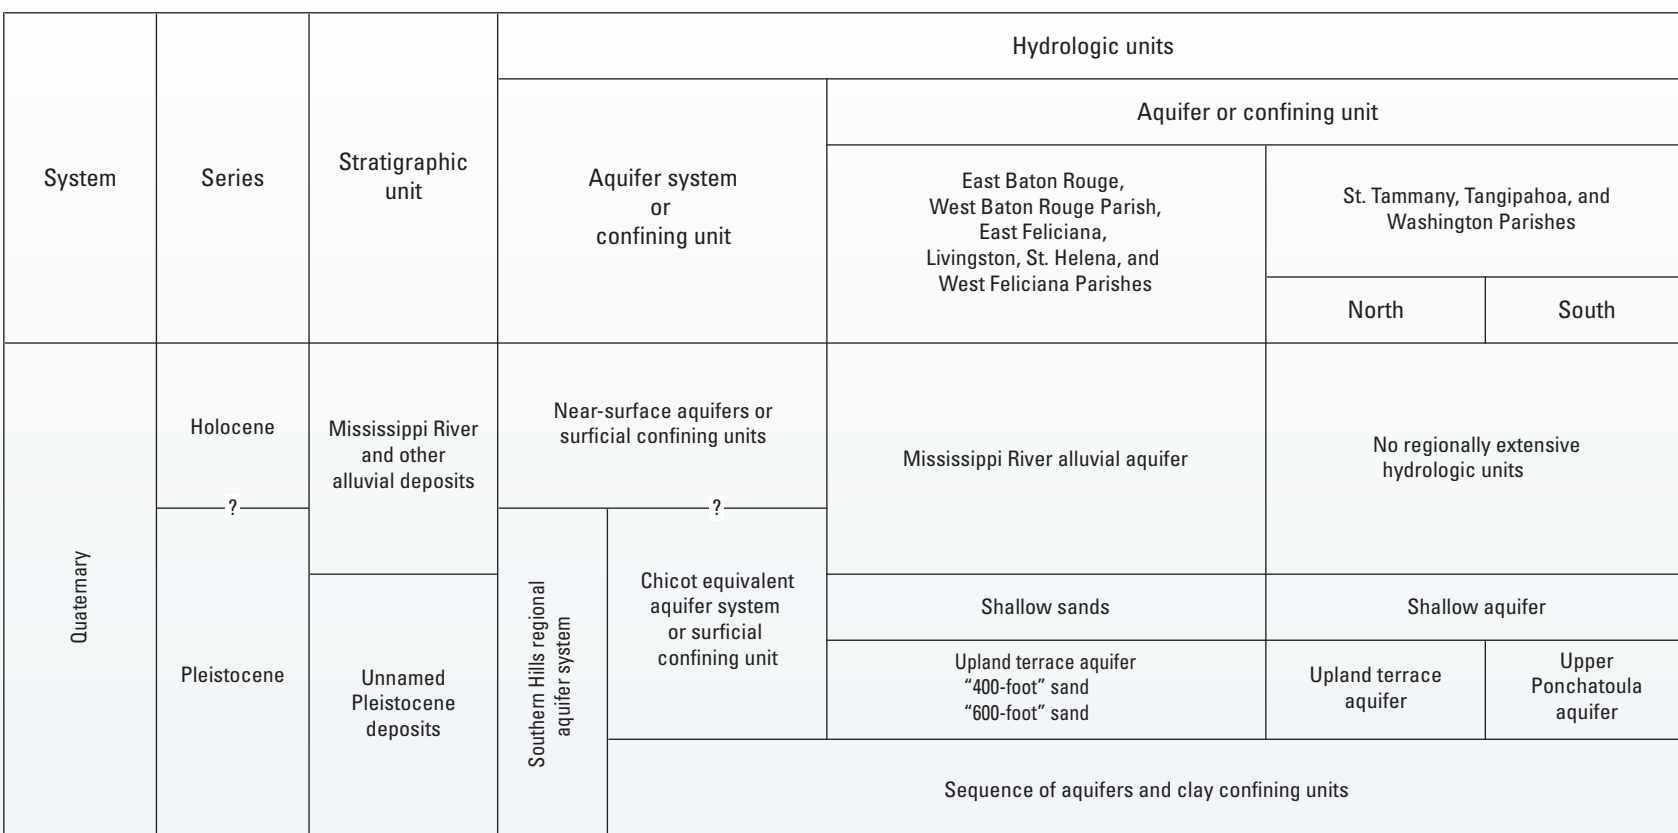 Hydrologic units
Aquifer or confining unit
System
Series
Stratigraphic
unit
Aquifer system
or
confining unit
East Baton Rouge,
West Baton Rouge Parish,
East Feliciana,
Livingston, St. Helena, and
West Feliciana Parishes
St. Tammany, Tangipahoa, and
Washington Parishes
North
South
Quaternary
Holocene
?
Pleistocene
Mississippi River
and other
alluvial deposits
Unnamed
Pleistocene
deposits
Near-surface aquifers or
surficial confining units
?
Southern Hills regional
aquifer system
Chicot equivalent
aquifer system
or surficial
confining unit
Mississippi River alluvial aquifer
No regionally extensive
hydrologic units
Shallow sands
Shallow aquifer
Upland terrace aquifer
“400-foot” sand
“600-foot” sand
Upland terrace
aquifer
Upper
Ponchatoula
aquifer
Sequence of aquifers and clay confining units